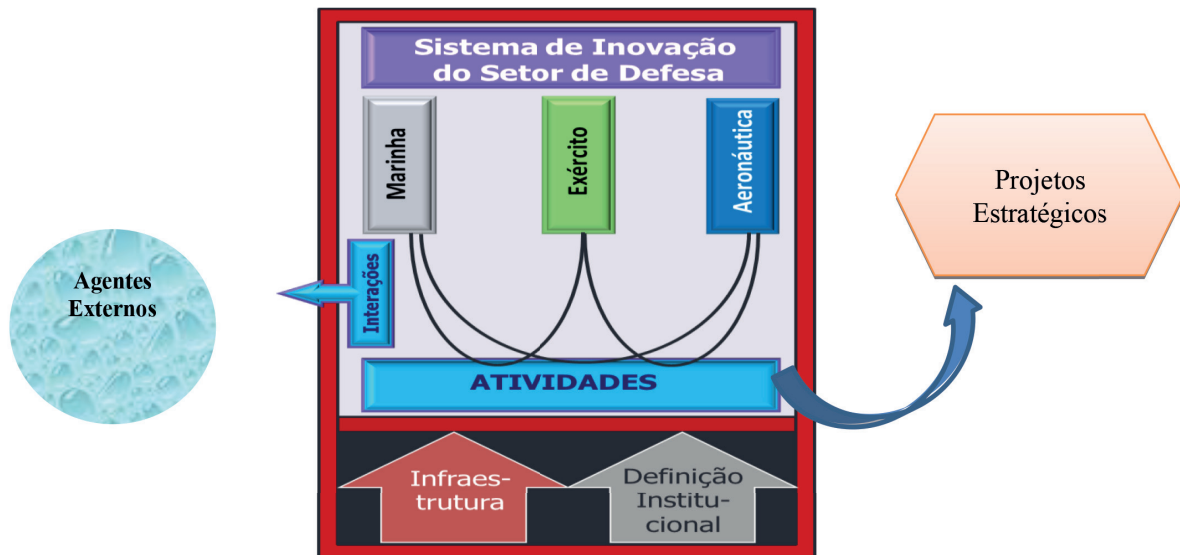 Sistema de Inovação
do Setor de Defesa
Marinha
Exército
Aeronáutica
Projetos
Estratégicos
Agentes
Externos
Interações
ATIVIDADES
Infraes-
trutura
Definição
Institu-
cional